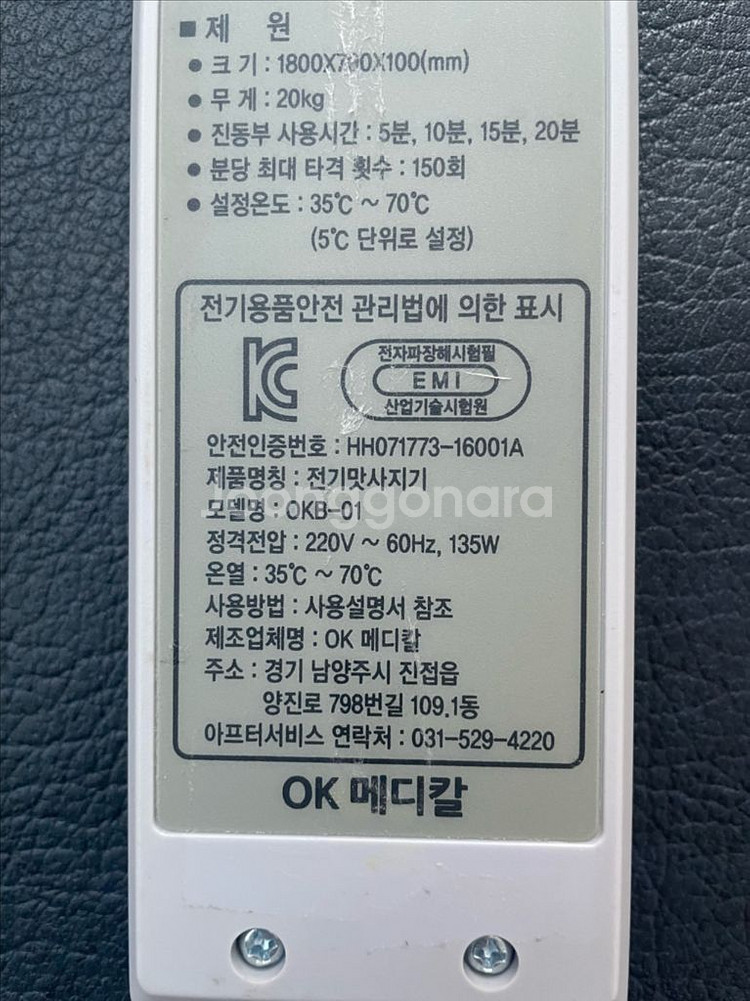 ■ 제 원
● 크 기 : 1800X790X100(mm)
● 무 게 : 20kg
● 진동부 사용시간 : 5분, 10분, 15분, 20분
● 분당 최대 타격 횟수 : 150회
● 설정온도 : 35℃ ~ 70℃
(5℃ 단위로 설정)
전기용품안전 관리법에 의한 표시
KC
전자파장해시험필
EMI
산업기술시험원
안전인증번호 : HH071773-16001A
제품명칭 : 전기맛사지기
모델명 : OKB-01
Joonggonara
정격전압 : 220V ~ 60Hz, 135W
온열 : 35℃ ~ 70℃
사용방법 : 사용설명서 참조
제조업체명 : OK 메디칼
주소 : 경기 남양주시 진접읍
양진로 798번길 109.1동
아프터서비스 연락처 : 031-529-4220
OK 메디칼